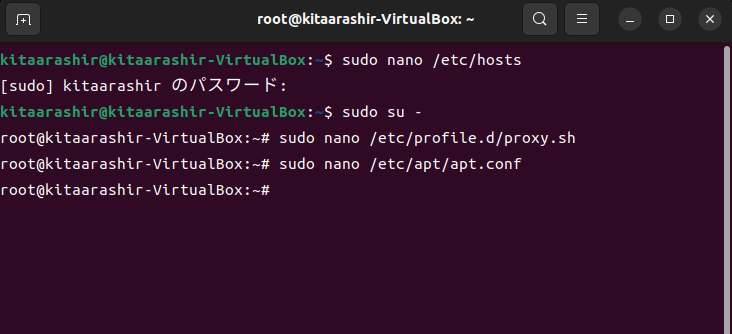 root@kitaarashir-VirtualBox: ~
kitaarashir@kitaarashir-VirtualBox:~$ sudo nano /etc/hosts
[sudo] kitaarashir のパスワード:
kitaarashir@kitaarashir-VirtualBox:~$ sudo su -
root@kitaarashir-VirtualBox:~# sudo nano /etc/profile.d/proxy.sh
root@kitaarashir-VirtualBox:~# sudo nano /etc/apt/apt.conf
root@kitaarashir-VirtualBox:~#